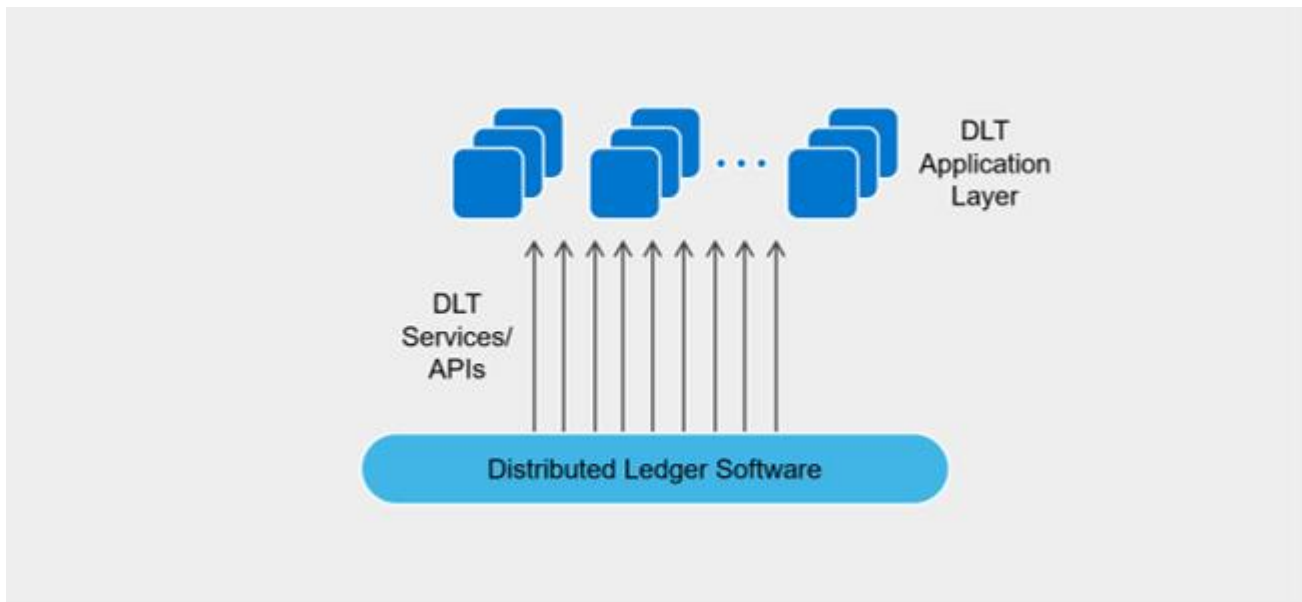 DLT
Application
Layer
DLT
Services/
APIs
Distributed Ledger Software